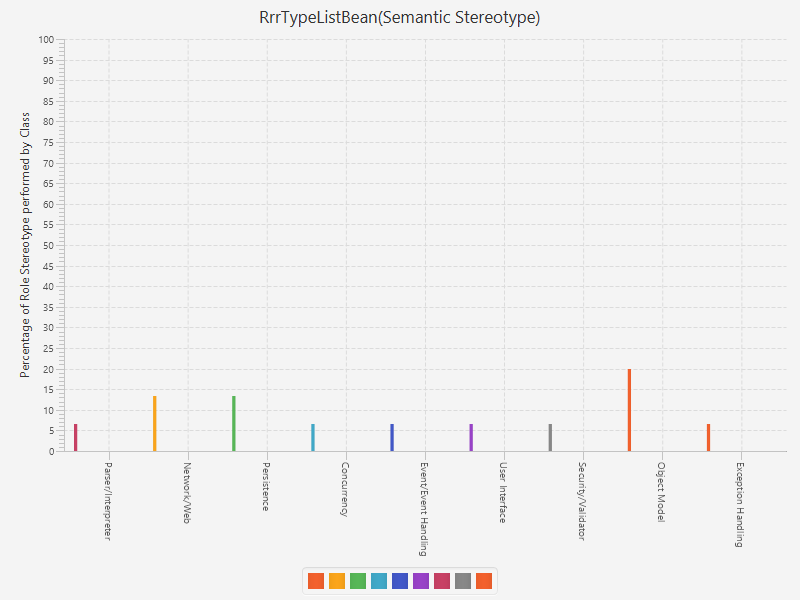 RrrTypeListBean(Semantic Stereotype)
Percentage of Role Stereotype performed by Class
100
95
90
85
80
75
70
65
60
55
50
45
40
35
30
25
20
15
10
5
0
Parser/Interpreter
Network/Web
Persistence
Concurrency
Event/Event Handling
User Interface
Security/Validator
Object Model
Exception Handling